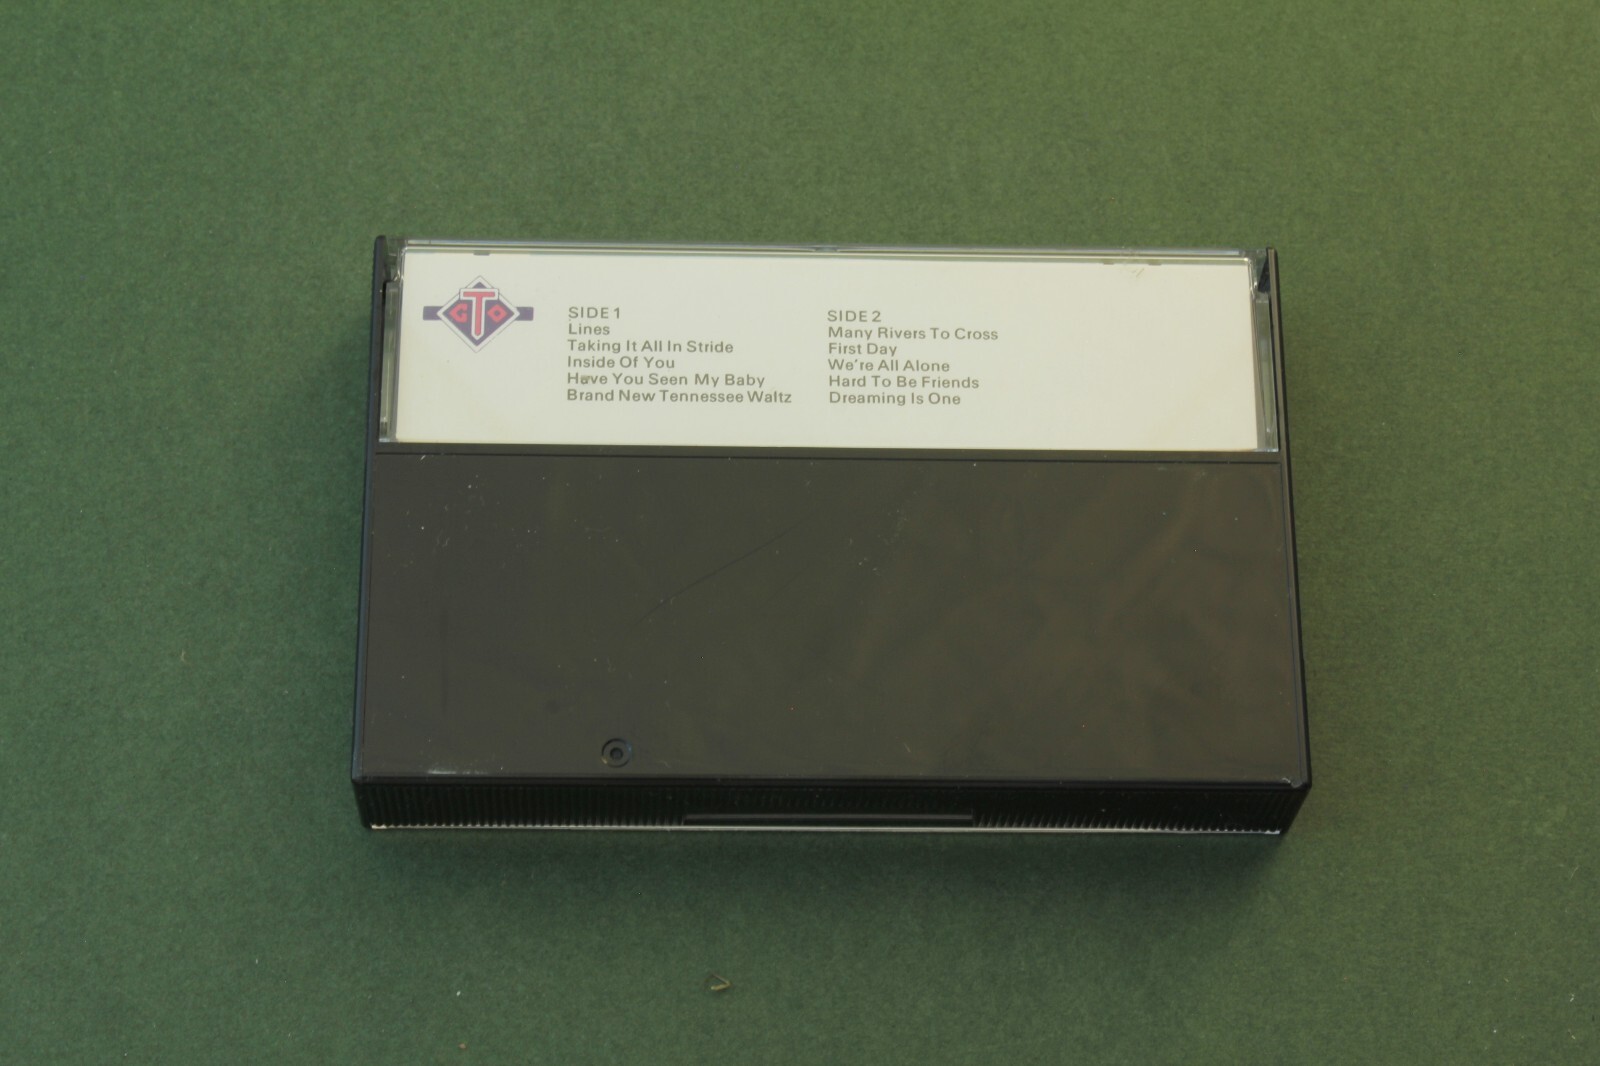 GTO
SIDE 1
Lines
Taking It All In Stride
Inside Of You
Have You Seen My Baby
Brand New Tennessee Waltz
SIDE 2
Many Rivers To Cross
First Day
We're All Alone
Hard To Be Friends
Dreaming Is One